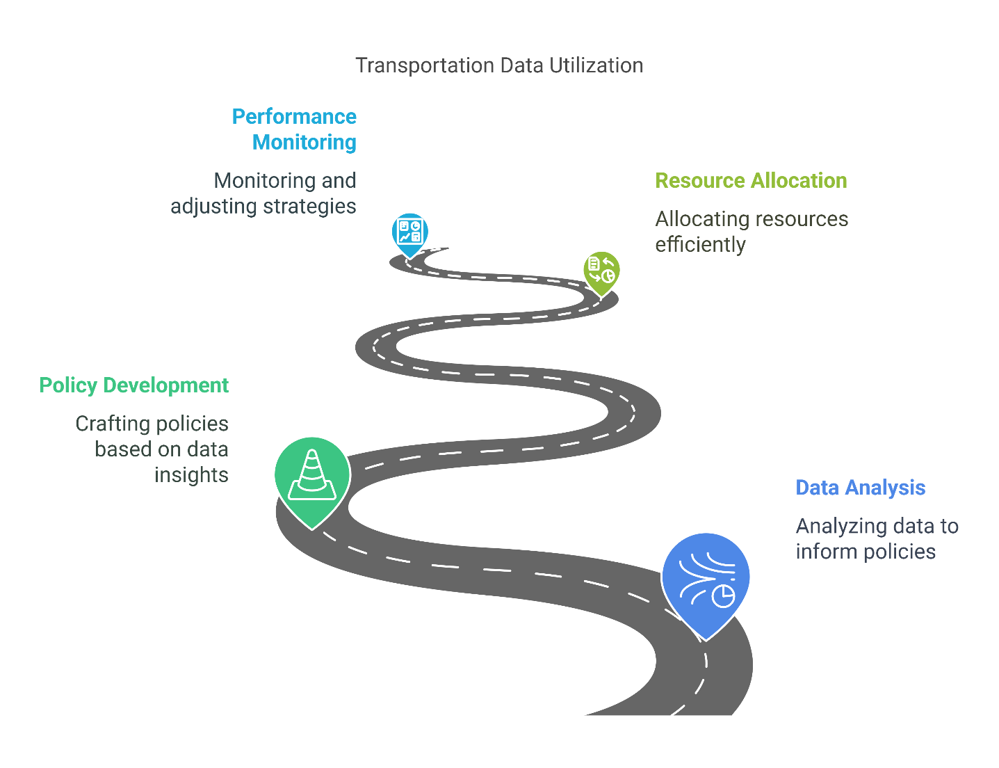 Transportation Data Utilization
Performance
Monitoring
Monitoring and
adjusting strategies
Resource Allocation
Allocating resources
efficiently
Policy Development
Crafting policies
based on data
insights
Data Analysis
Analyzing data to
inform policies